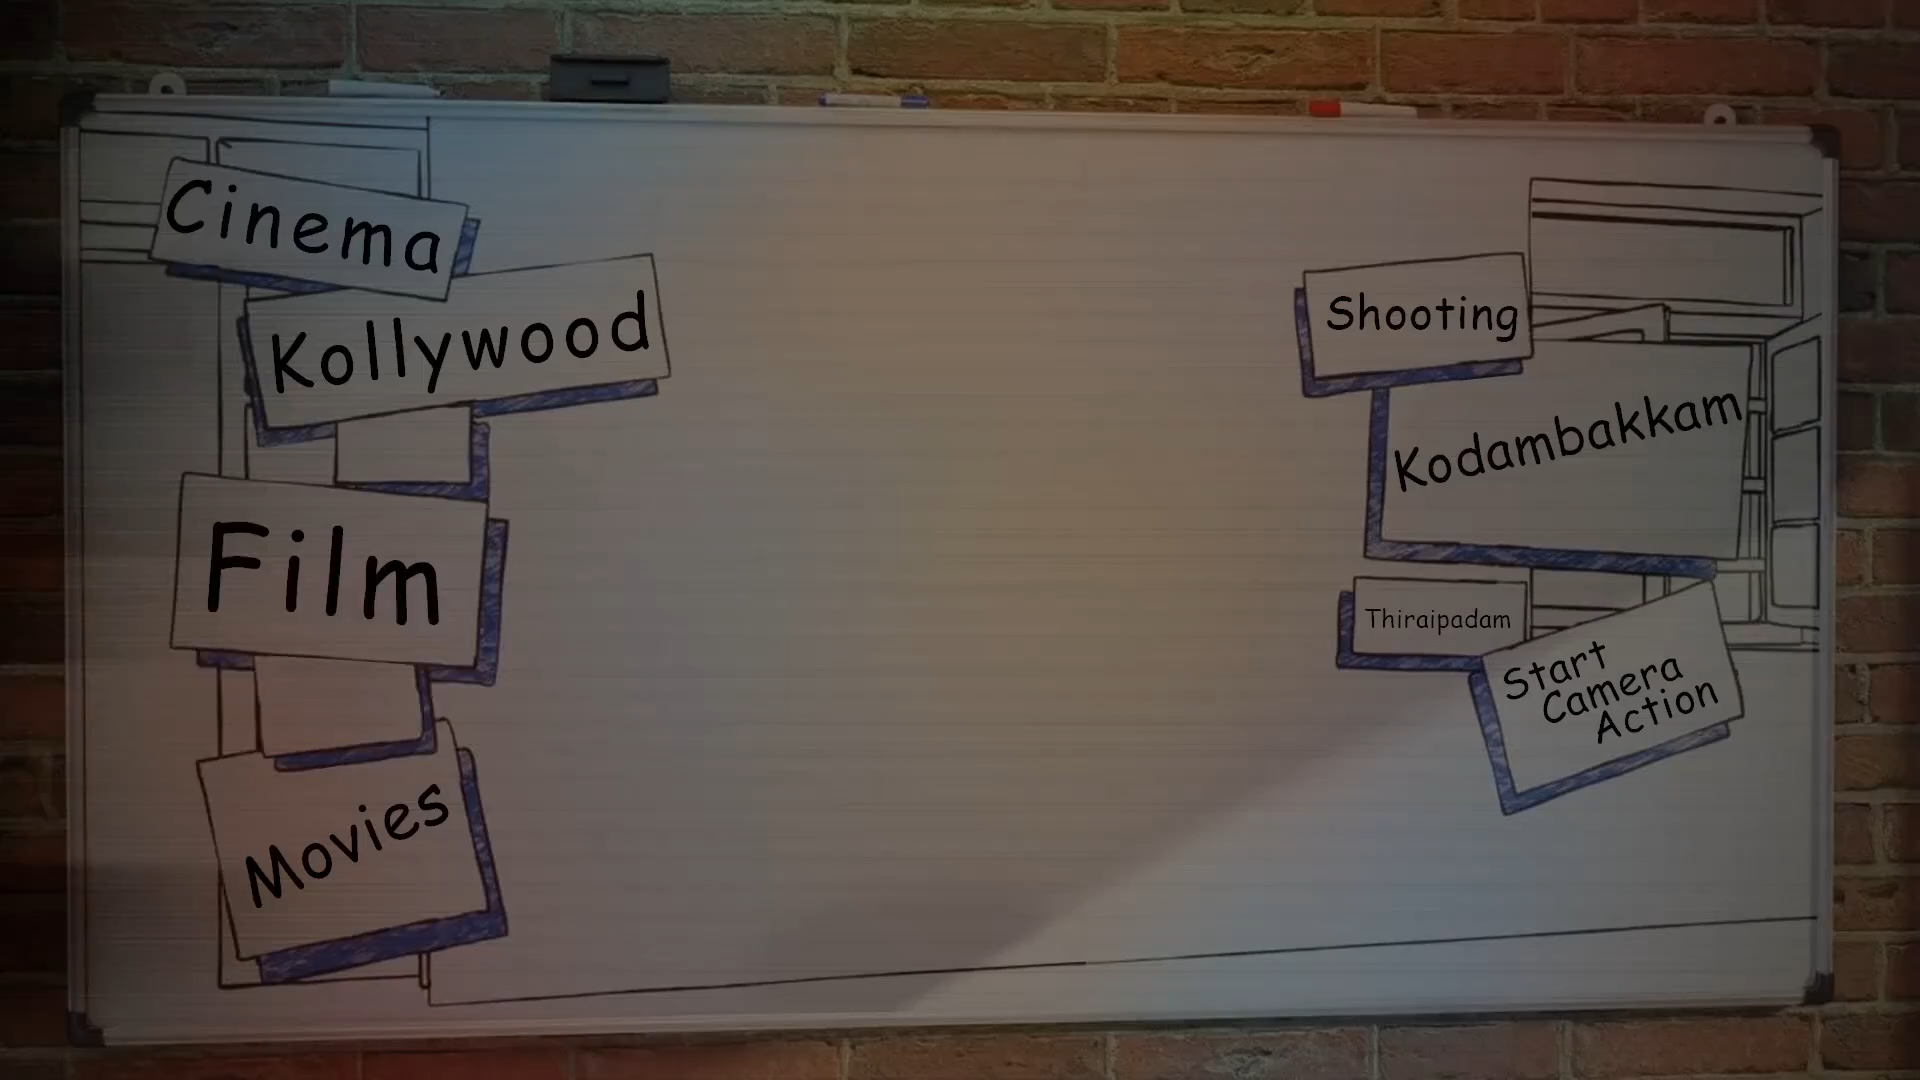 Cinema
Kollywood
Film
Movies
Shooting
Kodambakkam
Thiraipadam
Start
Camera
Action